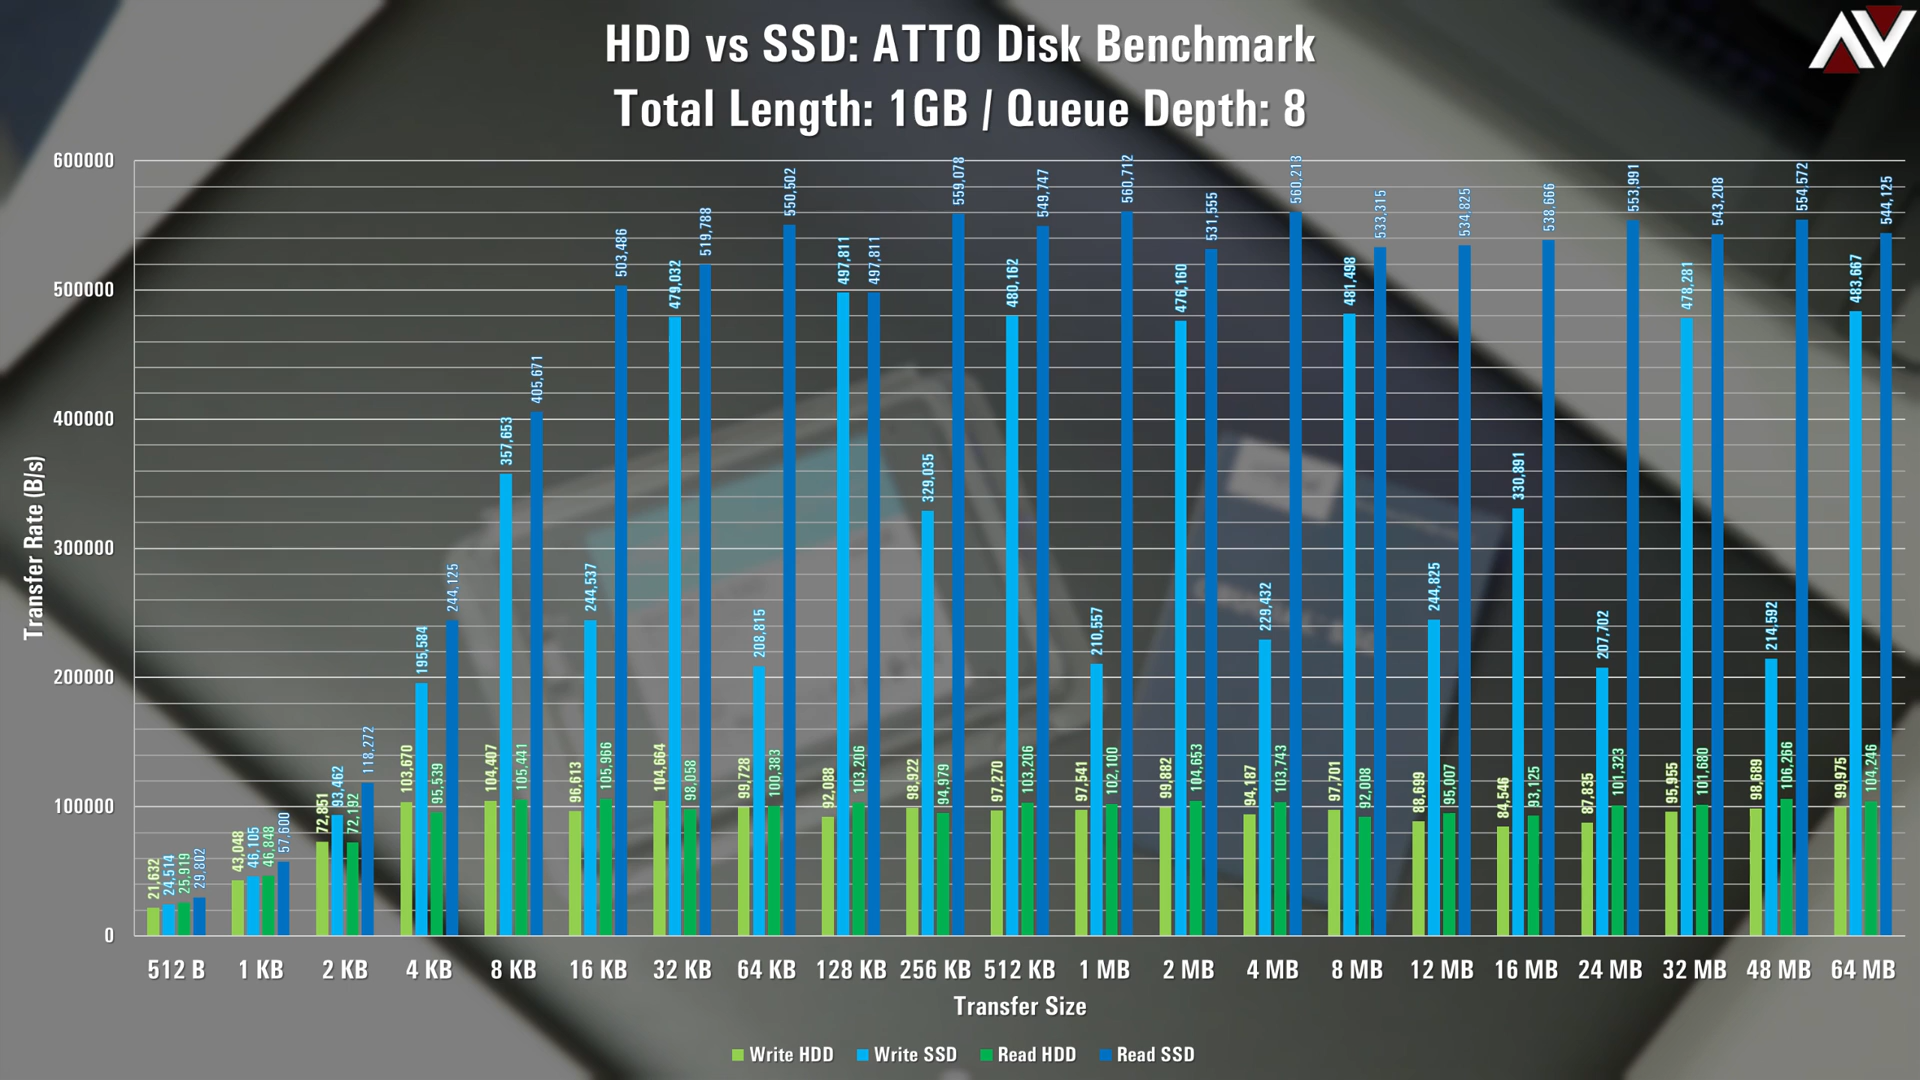 HDD vs SSD: ATTO Disk Benchmark
Total Length: 1GB / Queue Depth: 8
AV
Transfer Rate (B/s)
600000
500000
400000
300000
200000
100000
0
21,632 24,514 25,919 29,802
43,048 46,105 46,848 57,600
72,851 93,462 72,192 118,272
103,670 195,584 95,539 244,125
104,407 357,653 105,441 405,671
96,613 244,537 105,966 503,486
104,664 479,032 98,058 519,788
99,728 208,815 100,383 550,502
92,088 497,811 103,206 497,811
98,922 329,035 94,979 559,078
97,270 480,162 103,206 549,747
97,541 210,557 102,100 560,712
99,882 476,160 104,653 531,555
94,187 229,432 103,743 560,213
97,701 481,498 92,008 533,315
88,699 244,825 95,007 534,825
84,546 330,891 93,125 538,666
87,835 207,702 101,323 553,991
95,955 478,281 101,680 543,208
98,689 214,592 106,266 554,572
99,975 483,667 104,246 544,125
512 B 1 KB 2 KB 4 KB 8 KB 16 KB 32 KB 64 KB 128 KB 256 KB 512 KB 1 MB 2 MB 4 MB 8 MB 12 MB 16 MB 24 MB 32 MB 48 MB 64 MB
Transfer Size
Write HDD Write SSD Read HDD Read SSD